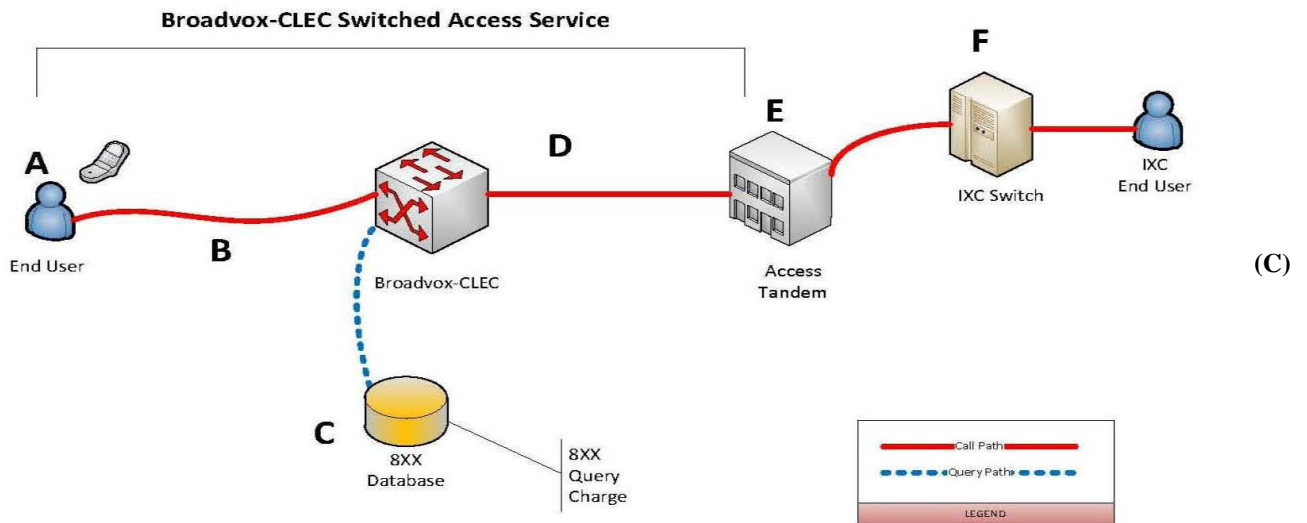 Broadvox-CLEC Switched Access Service
F
E
A
D
IXC
End User
IXC Switch
B
End User
Broadvox-CLEC
Access
Tandem
(C)
C
8XX
Database
8XX
Query
Charge
Call Path
Query Path
LEGEND